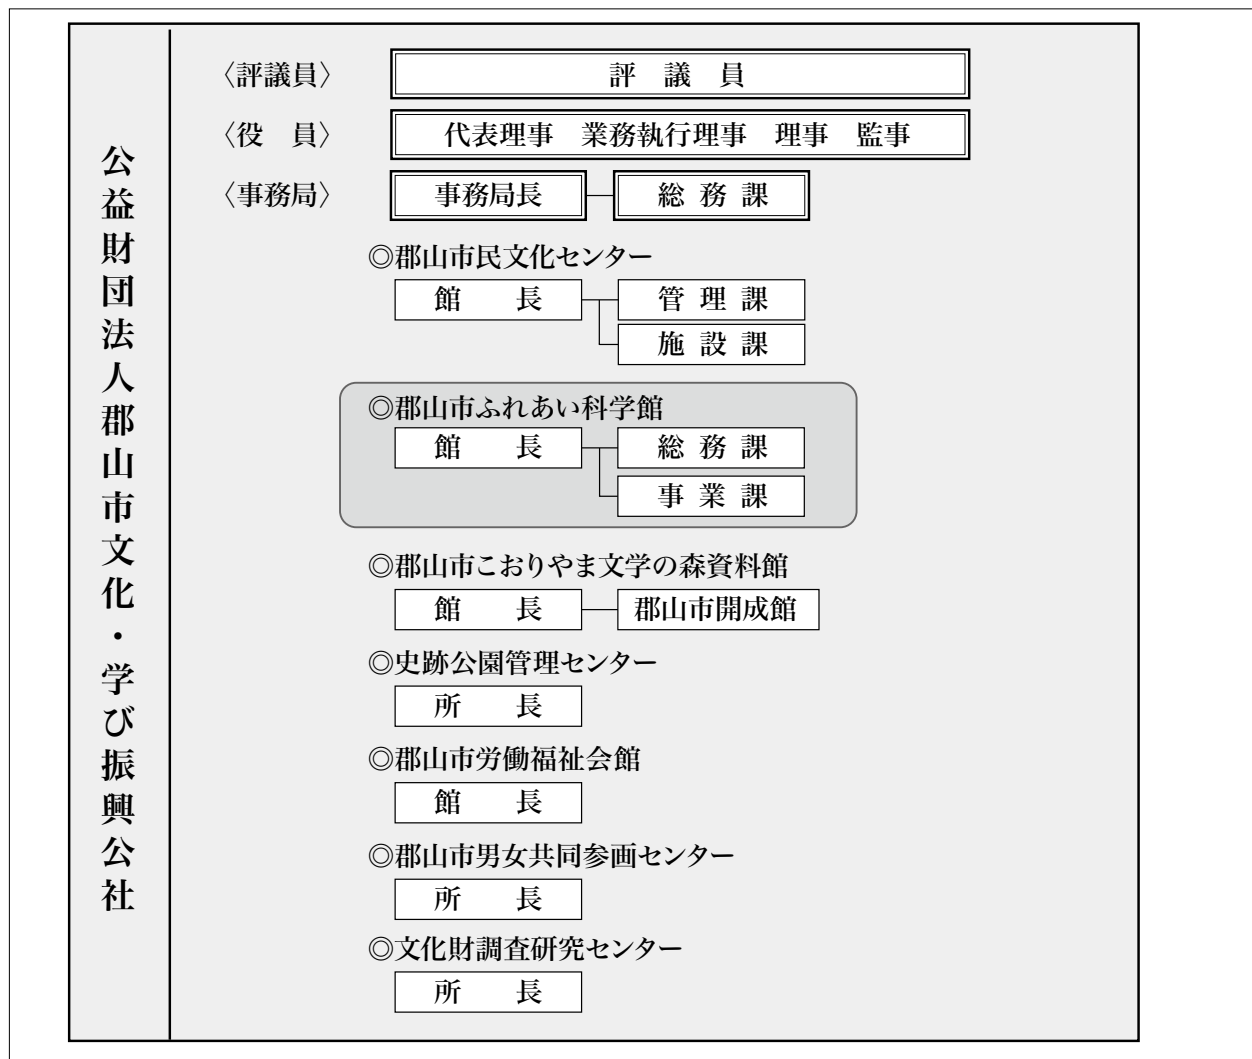 公益財団法人郡山市文化・学び振興公社
〈評議員〉 評　議　員
〈役　員〉 代表理事　業務執行理事　理事　監事
〈事務局〉 事務局長 総 務 課
◎郡山市民文化センター
館　　長 管 理 課
施 設 課
◎郡山市ふれあい科学館
館　　長 総 務 課
事 業 課
◎郡山市こおりやま文学の森資料館
館　　長 郡山市開成館
◎史跡公園管理センター
所　　長
◎郡山市労働福祉会館
館　　長
◎郡山市男女共同参画センター
所　　長
◎文化財調査研究センター
所　　長